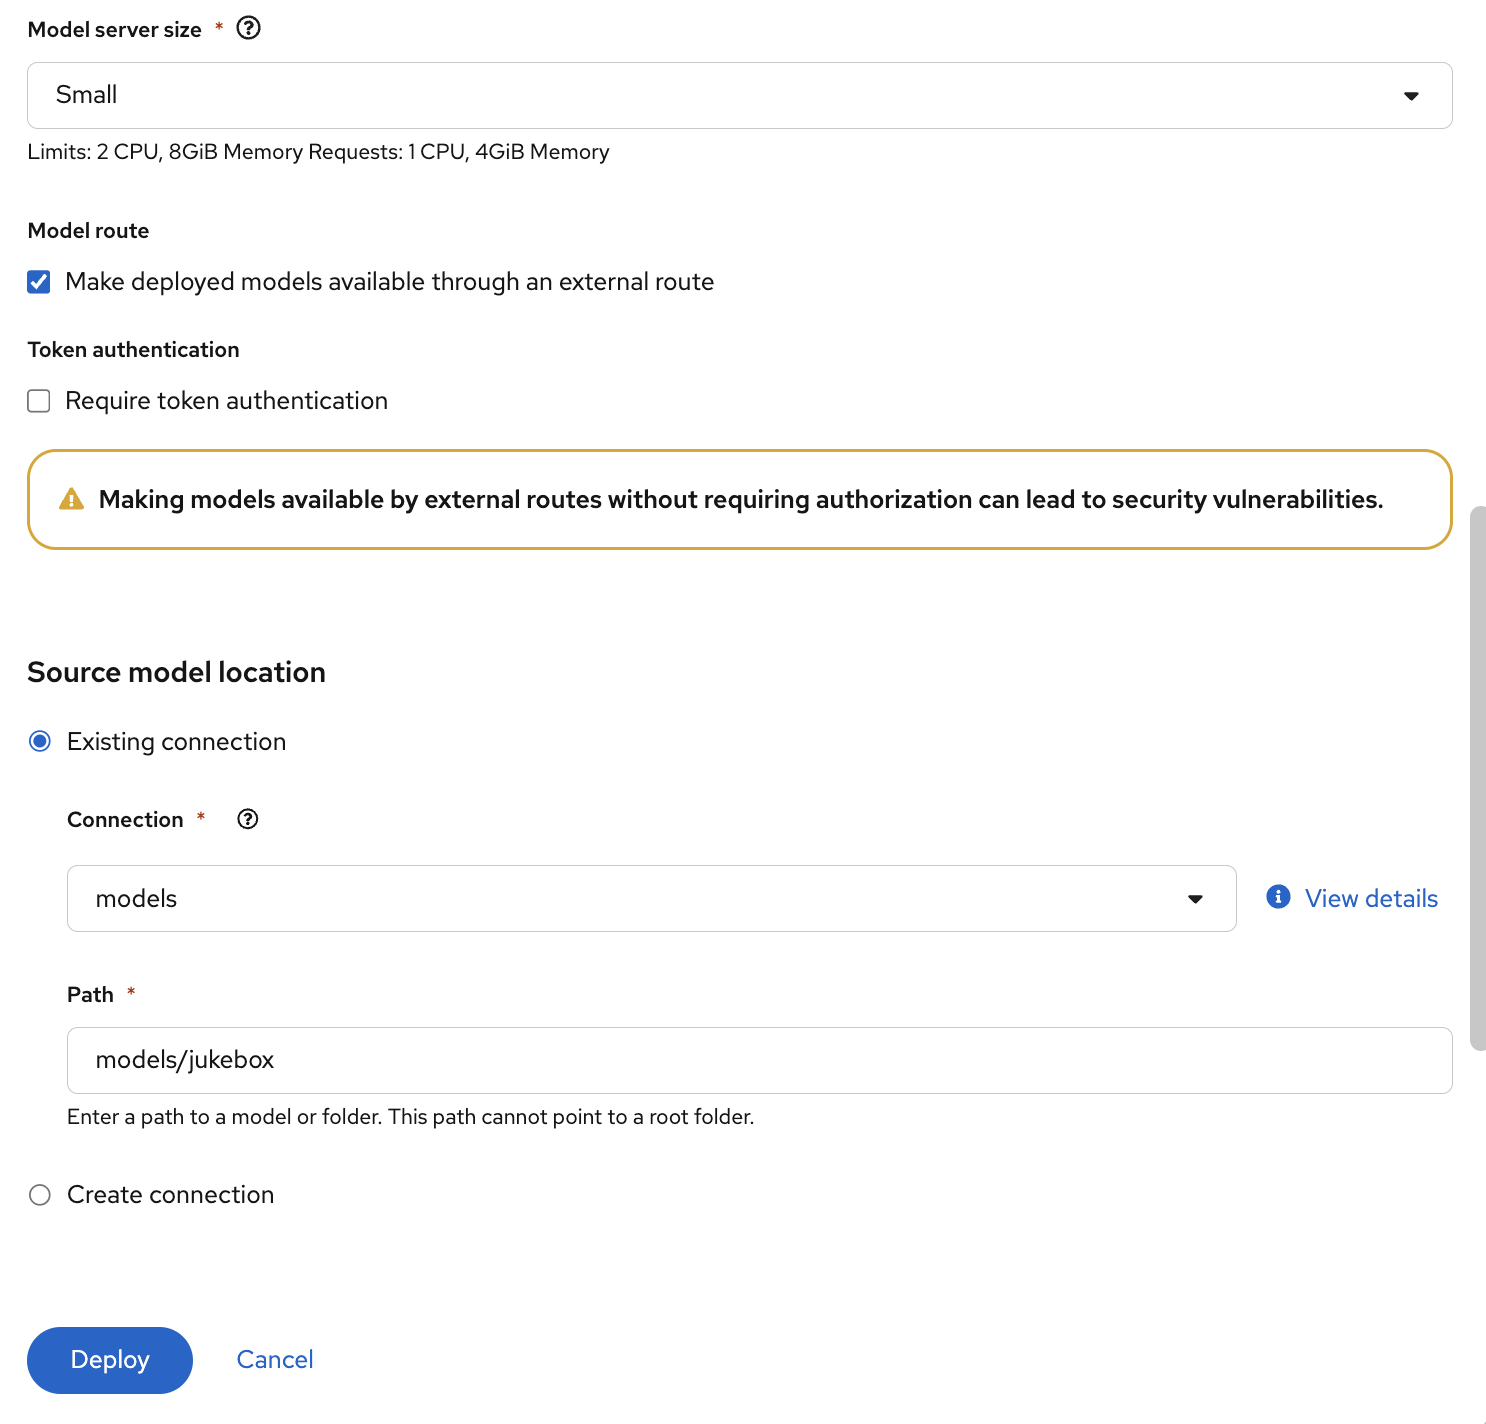 Model server size *
Small
Limits: 2 CPU, 8GiB Memory Requests: 1 CPU, 4GiB Memory
Model route
Make deployed models available through an external route
Token authentication
Require token authentication
Making models available by external routes without requiring authorization can lead to security vulnerabilities.
Source model location
Existing connection
Connection *
models
View details
Path *
models/jukebox
Enter a path to a model or folder. This path cannot point to a root folder.
Create connection
Deploy
Cancel